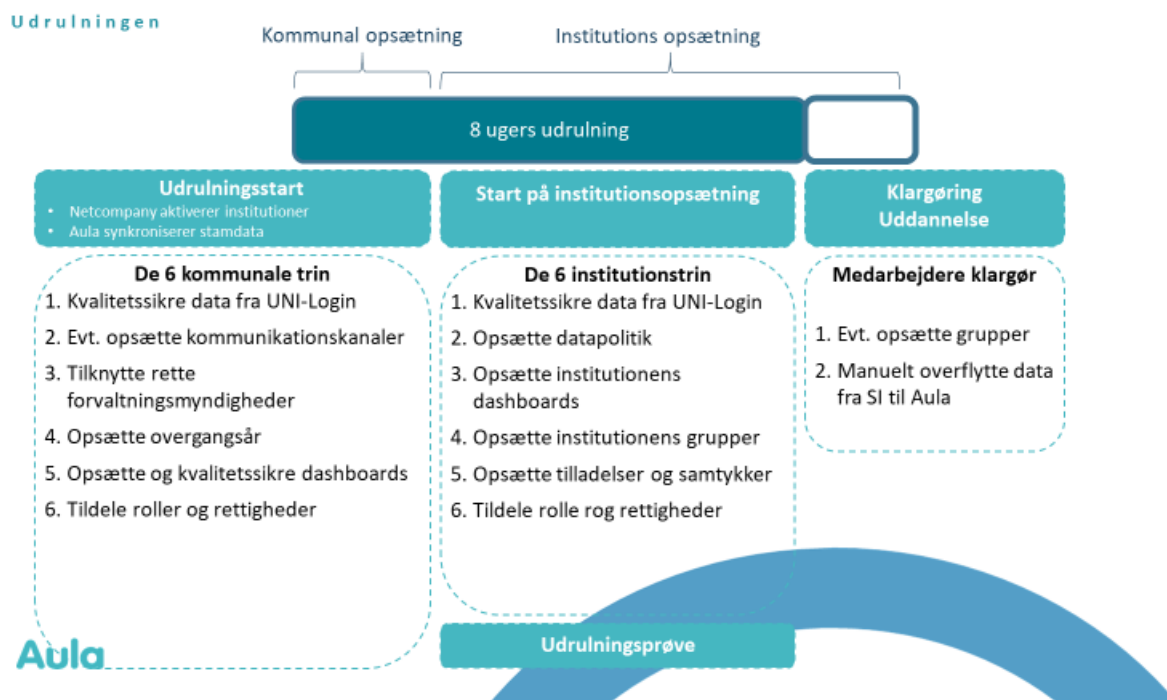 Udrulningen
Kommunal opsætning
Institutions opsætning
8 ugers udrulning
Udrulningsstart
• Netcompany aktiverer institutioner
• Aula synkroniserer stamdata
Start på institutionsopsætning
Klargøring
Uddannelse
De 6 kommunale trin
1. Kvalitetssikre data fra UNI-Login
2. Evt. opsætte kommunikationskanaler
3. Tilknytte rette
forvaltningsmyndigheder
4. Opsætte overgangsår
5. Opsætte og kvalitetssikre dashboards
6. Tildele roller og rettigheder
De 6 institutionstrin
1. Kvalitetssikre data fra UNI-Login
2. Opsætte datapolitik
3. Opsætte institutionens
dashboards
4. Opsætte institutionens grupper
5. Opsætte tilladelser og samtykker
6. Tildele rolle rog rettigheder
Medarbejdere klargør
1. Evt. opsætte grupper
2. Manuelt overflytte data
fra SI til Aula
Udrulningsprøve
Aula